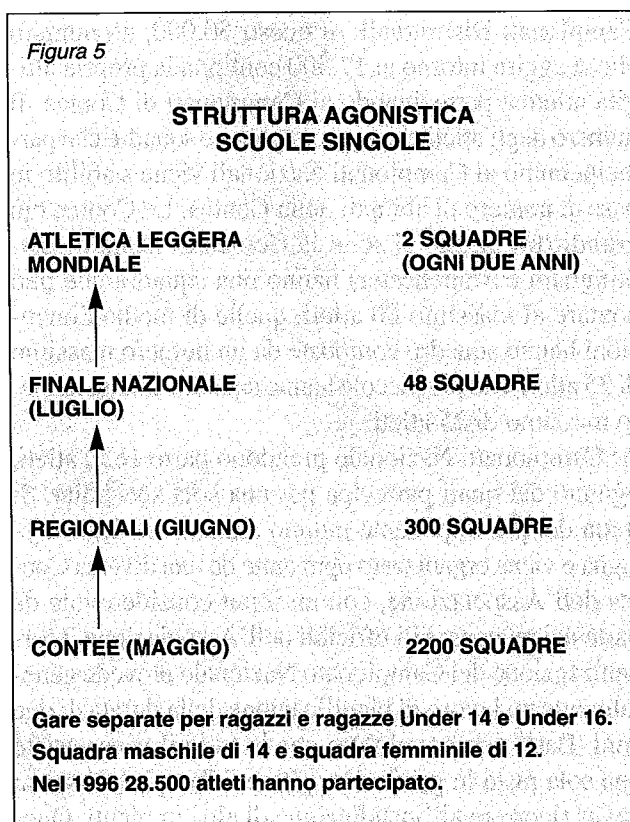 Figura 5
STRUTTURA AGONISTICA
SCUOLE SINGOLE
ATLETICA LEGGERA 2 SQUADRE
MONDIALE (OGNI DUE ANNI)
FINALE NAZIONALE 48 SQUADRE
(LUGLIO)
REGIONALI (GIUGNO) 300 SQUADRE
CONTEE (MAGGIO) 2200 SQUADRE
Gare separate per ragazzi e ragazze Under 14 e Under 16.
Squadra maschile di 14 e squadra femminile di 12.
Nel 1996 28.500 atleti hanno partecipato.